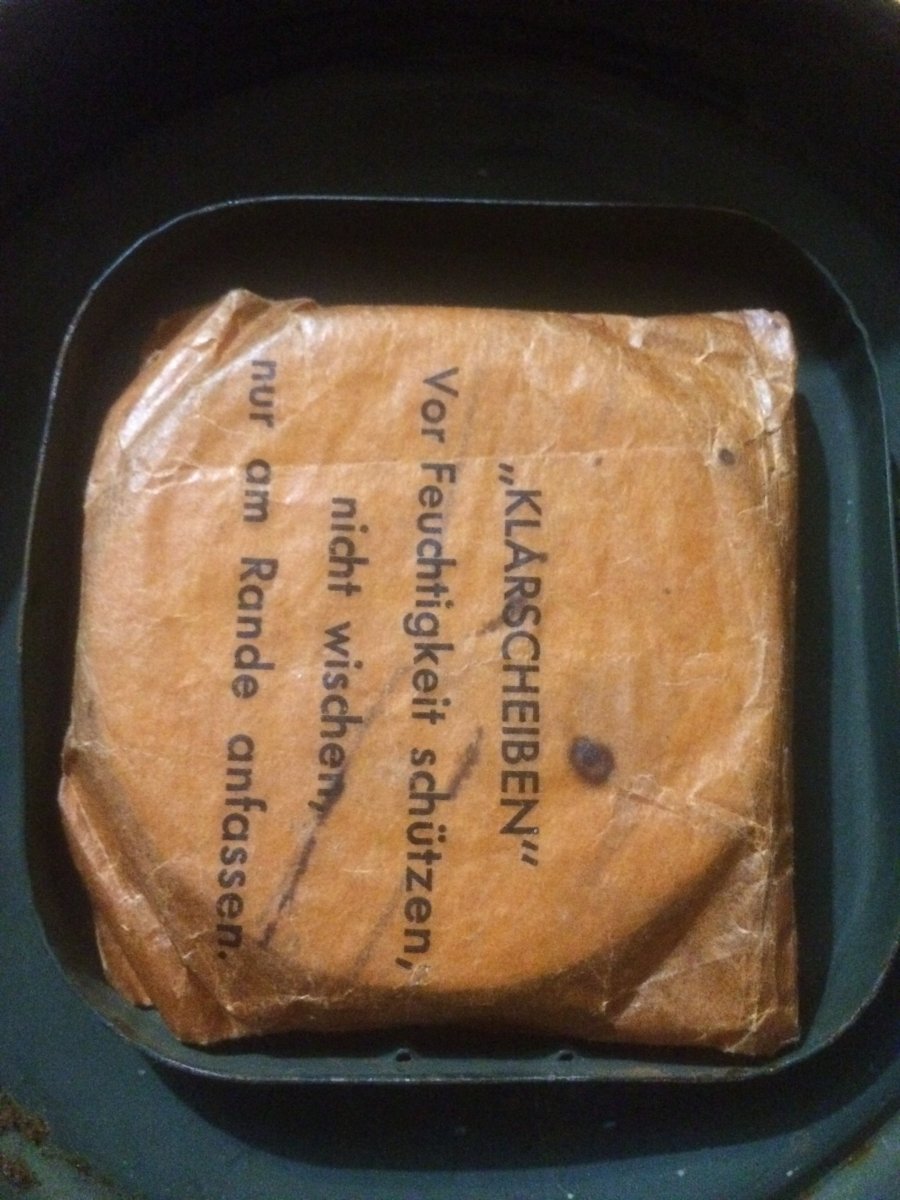 „KLARSCHEIBEN“
Vor Feuchtigkeit schützen,
nicht wischen,
nur am Rande anfassen.